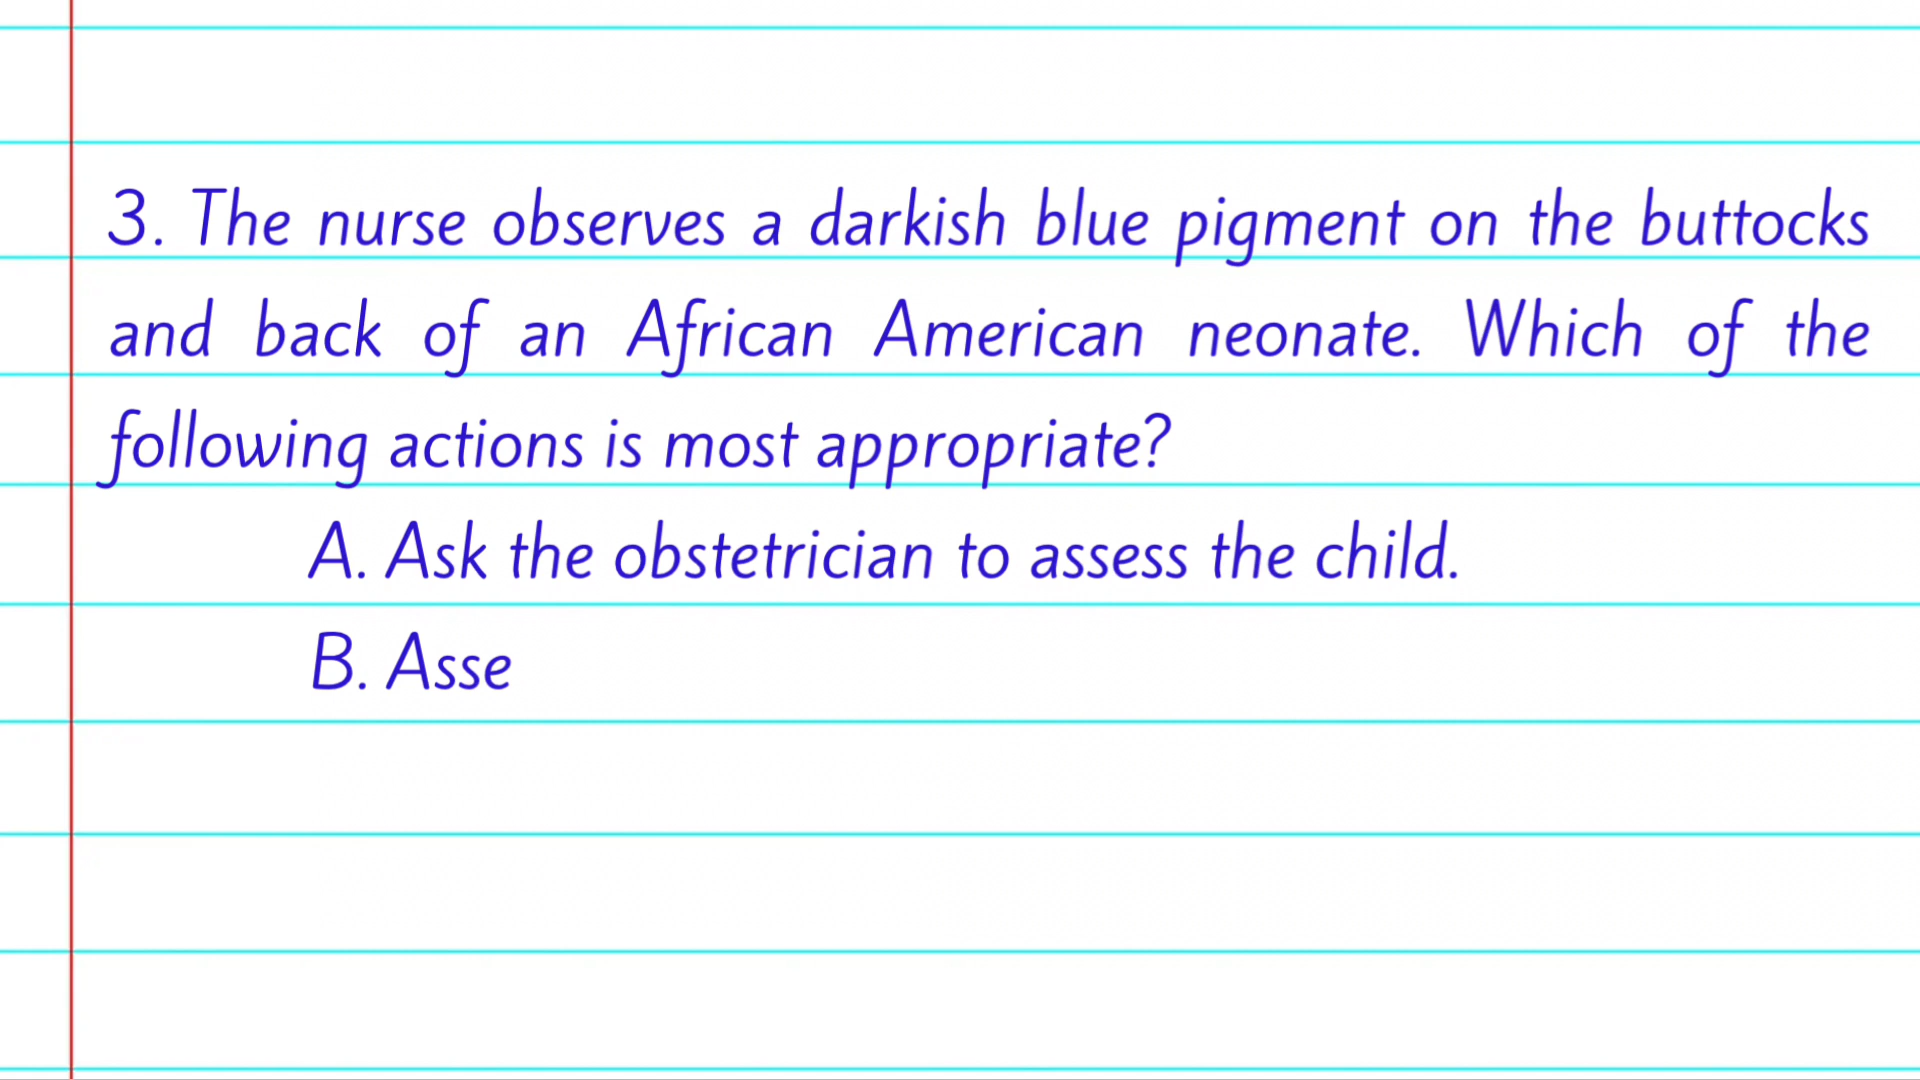 3. The nurse observes a darkish blue pigment on the buttocks
and back of an African American neonate. Which of the
following actions is most appropriate?
A. Ask the obstetrician to assess the child.
B. Asse